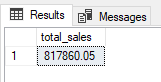 Results Messages
total_sales
1 817860.05